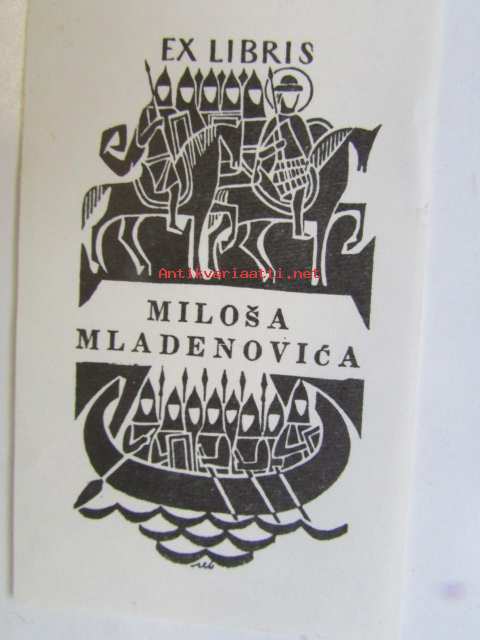 EX LIBRIS
Antikvariaatti.net
MILOŠA
MLADENOVIĆA